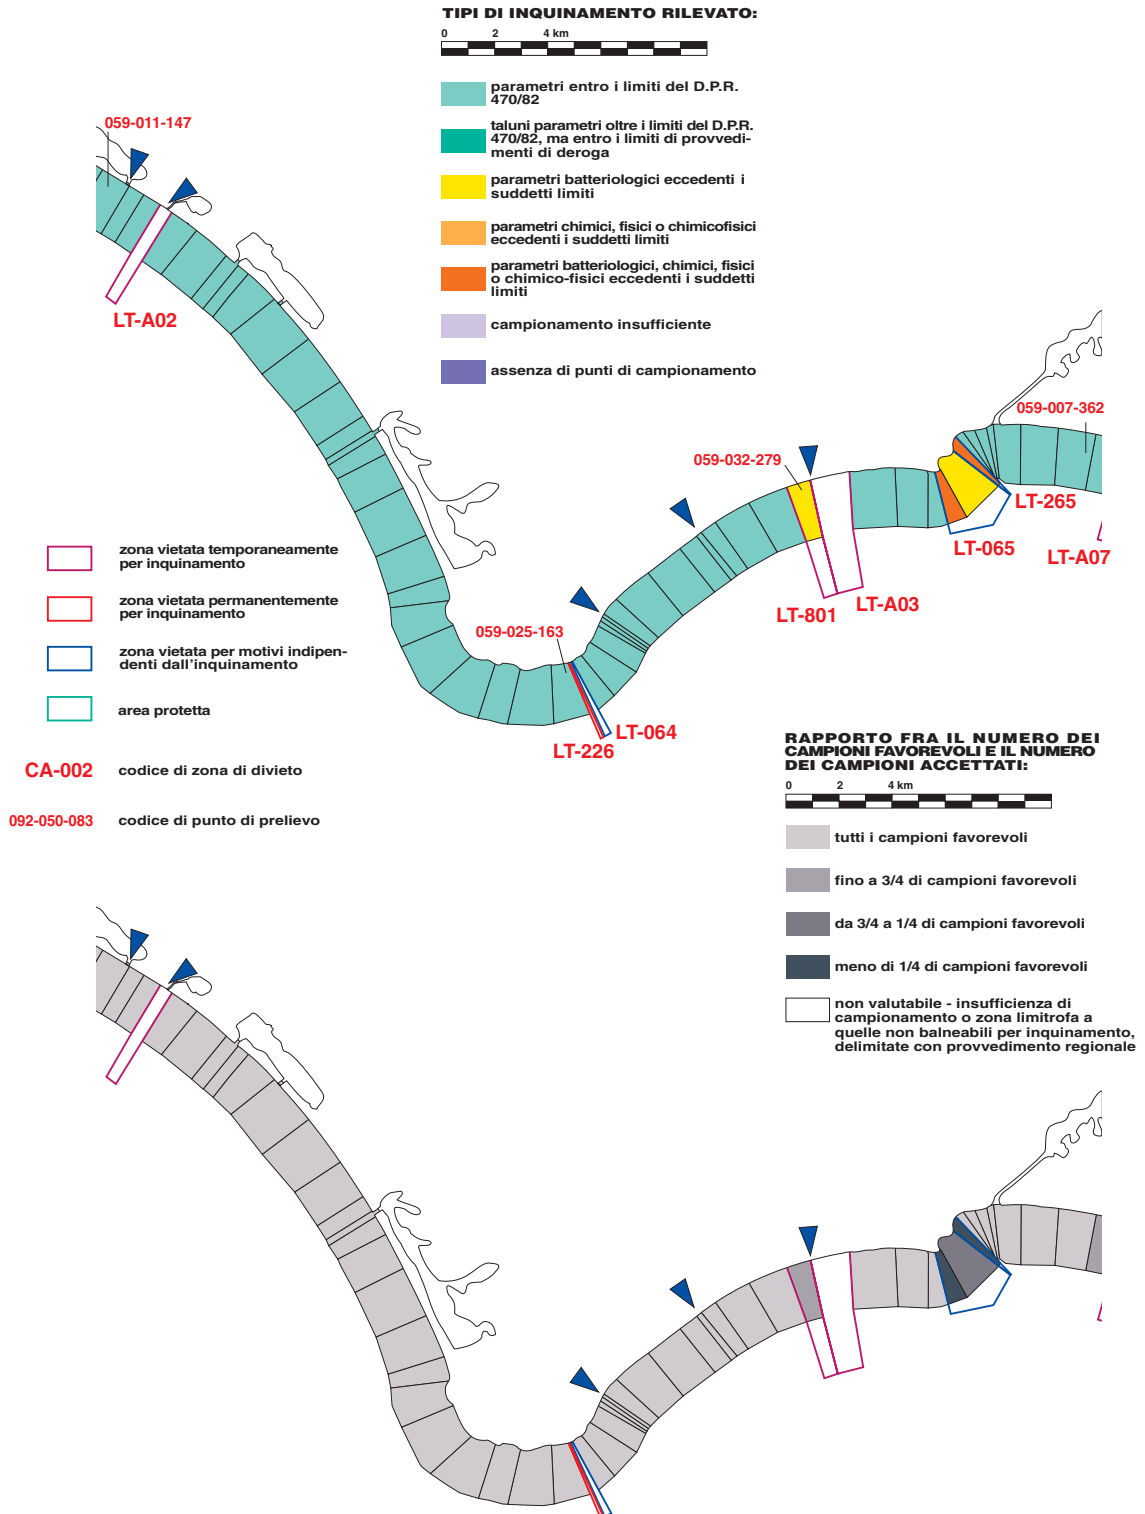 TIPI DI INQUINAMENTO RILEVATO:
0 2 4 km
parametri entro i limiti del D.P.R.
470/82
taluni parametri oltre i limiti del D.P.R.
470/82, ma entro i limiti di provvedi-
menti di deroga
parametri batteriologici eccedenti i
suddetti limiti
parametri chimici, fisici o chimicofisici
eccedenti i suddetti limiti
parametri batteriologici, chimici, fisici
o chimico-fisici eccedenti i suddetti
limiti
campionamento insufficiente
assenza di punti di campionamento
059-011-147
LT-A02
059-007-362
059-032-279
LT-265
LT-065
LT-A07
LT-A03
LT-801
059-025-163
LT-064
LT-226
zona vietata temporaneamente
per inquinamento
zona vietata permanentemente
per inquinamento
zona vietata per motivi indipen-
denti dall'inquinamento
area protetta
CA-002 codice di zona di divieto
092-050-083 codice di punto di prelievo
RAPPORTO FRA IL NUMERO DEI
CAMPIONI FAVOREVOLI E IL NUMERO
DEI CAMPIONI ACCETTATI:
0 2 4 km
tutti i campioni favorevoli
fino a 3/4 di campioni favorevoli
da 3/4 a 1/4 di campioni favorevoli
meno di 1/4 di campioni favorevoli
non valutabile - insufficienza di
campionamento o zona limitrofa a
quelle non balneabili per inquinamento,
delimitate con provvedimento regionale